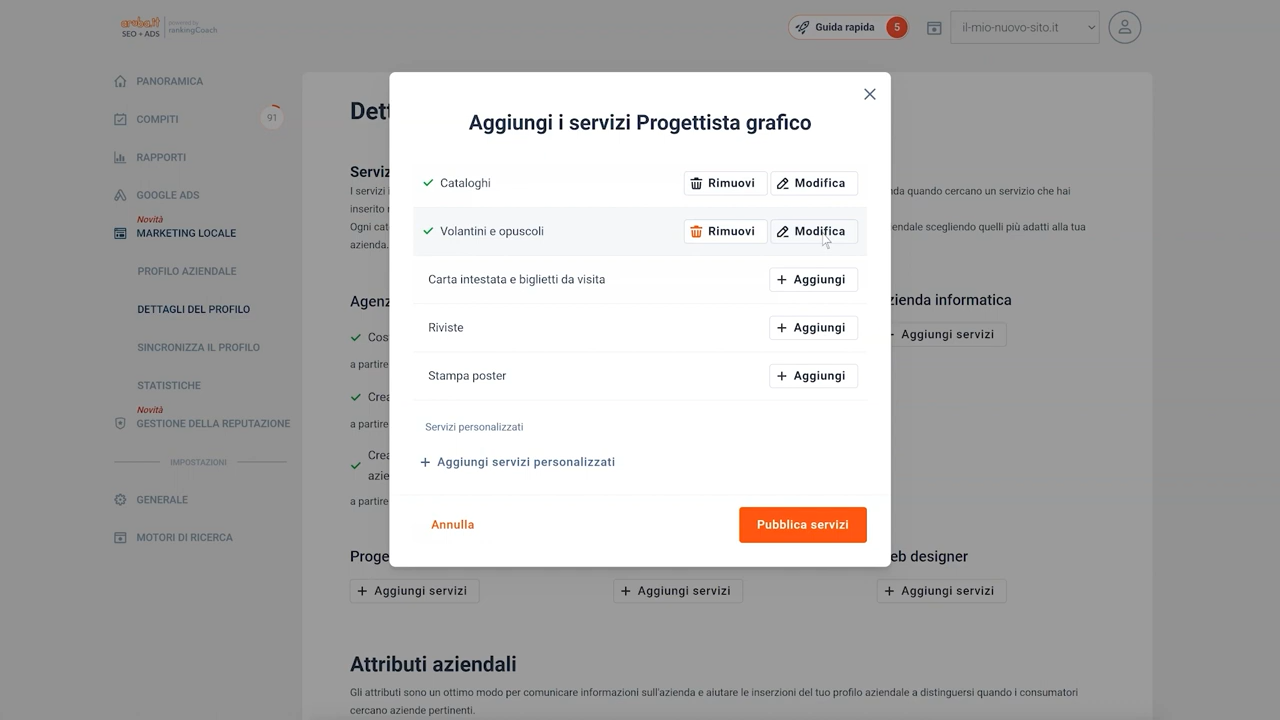 aruba.it
SEO + ADS
powered by
rankingCoach
Guida rapida
5
il-mio-nuovo-sito.it
PANORAMICA
COMPITI
91
RAPPORTI
GOOGLE ADS
Novità
MARKETING LOCALE
PROFILO AZIENDALE
DETTAGLI DEL PROFILO
SINCRONIZZA IL PROFILO
STATISTICHE
Novità
GESTIONE DELLA REPUTAZIONE
IMPOSTAZIONI
GENERALE
MOTORI DI RICERCA
Aggiungi i servizi Progettista grafico
Cataloghi
Rimuovi
Modifica
Volantini e opuscoli
Rimuovi
Modifica
Carta intestata e biglietti da visita
+ Aggiungi
Riviste
+ Aggiungi
Stampa poster
+ Aggiungi
Servizi personalizzati
+ Aggiungi servizi personalizzati
Annulla
Pubblica servizi
Dett
Serviz
I servizi i
nda quando cercano un servizio che hai
inserito
Ogni cat
endale scegliendo quelli più adatti alla tua
azienda.
Agenz
zienda informatica
Cos
Aggiungi servizi
a partire
Crea
a partire
Crea
azie
a partire
Proge
eb designer
+ Aggiungi servizi
+ Aggiungi servizi
+ Aggiungi servizi
Attributi aziendali
Gli attributi sono un ottimo modo per comunicare informazioni sull'azienda e aiutare le inserzioni del tuo profilo aziendale a distinguersi quando i consumatori
cercano aziende pertinenti.